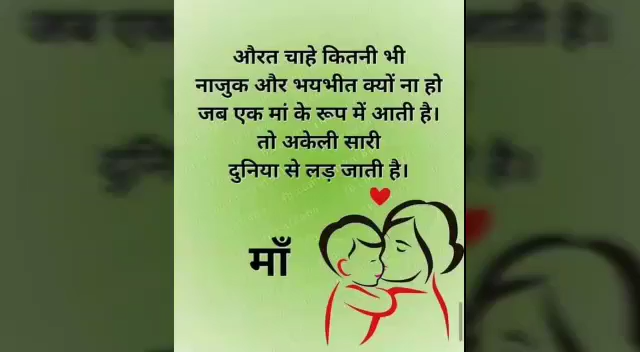 औरत चाहे कितनी भी
नाजुक और भयभीत क्यों ना हो
जब एक मां के रूप में आती है।
तो अकेली सारी
दुनिया से लड़ जाती है।
माँ